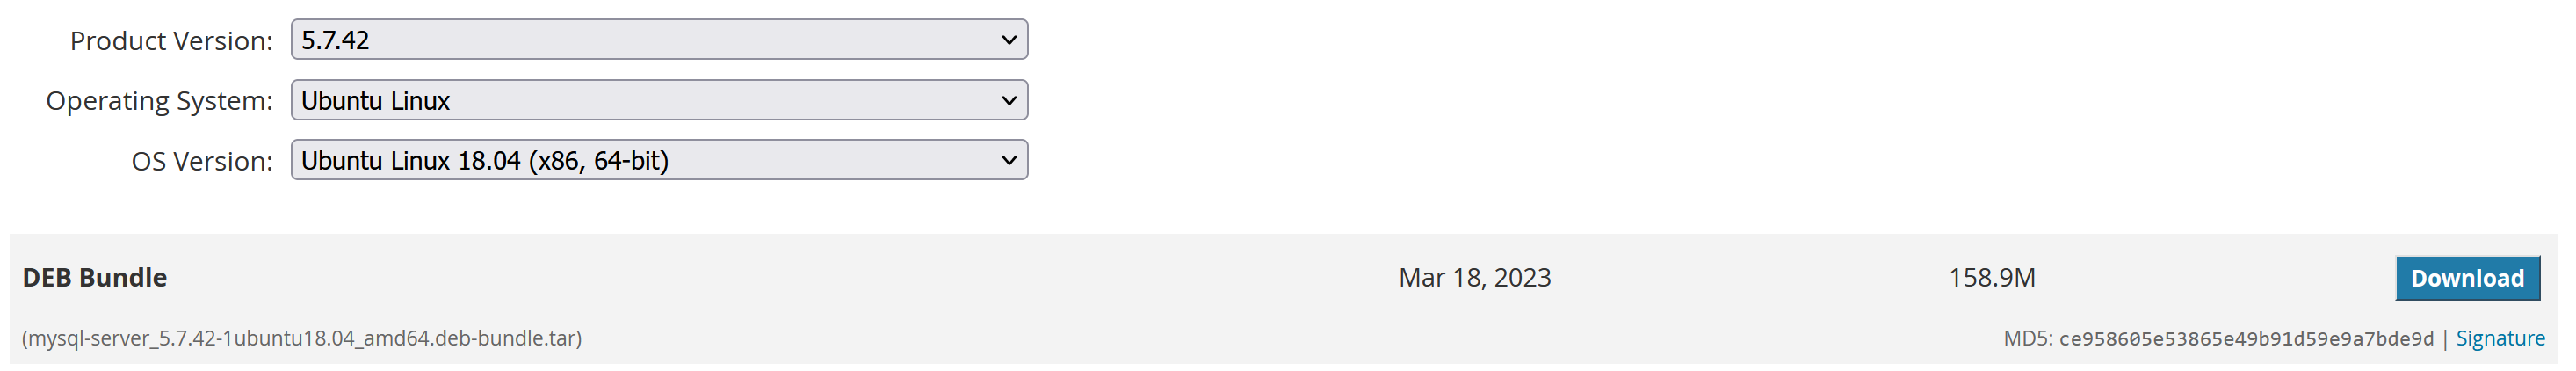 Product Version: 5.7.42
Operating System: Ubuntu Linux
OS Version: Ubuntu Linux 18.04 (x86, 64-bit)
DEB Bundle Mar 18, 2023 158.9M Download
(mysql-server_5.7.42-1ubuntu18.04_amd64.deb-bundle.tar) MD5: ce958605e53865e49b91d59e9a7bde9d | Signature